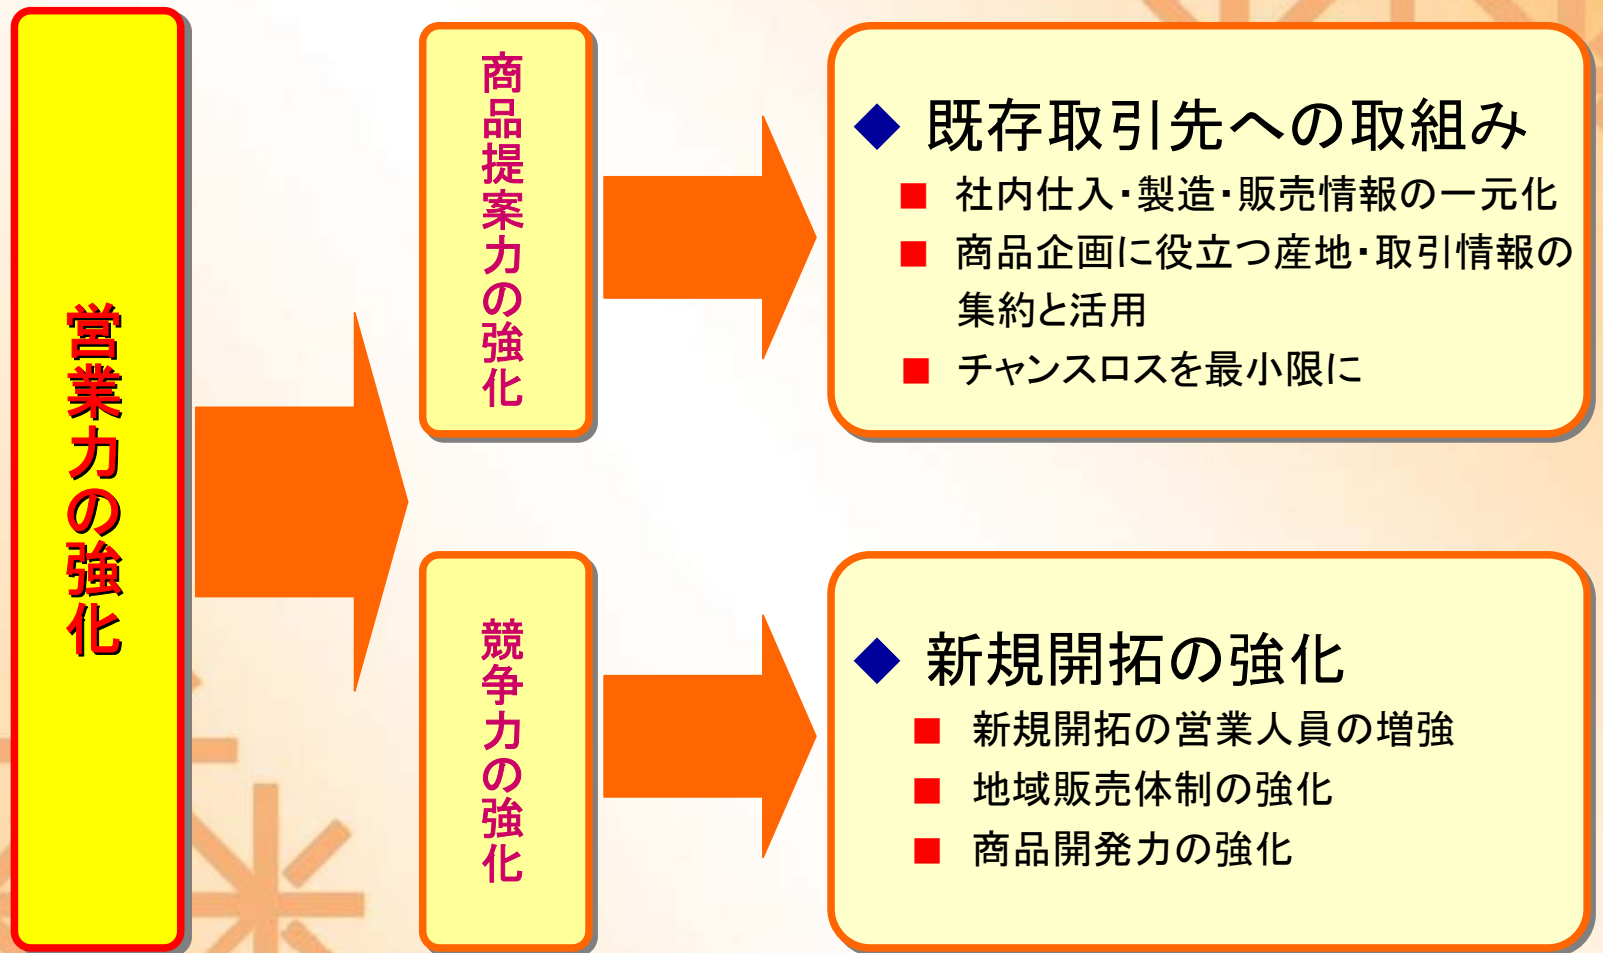 営業力の強化
商品提案力の強化
◆ 既存取引先への取組み
■ 社内仕入・製造・販売情報の一元化
■ 商品企画に役立つ産地・取引情報の
集約と活用
■ チャンスロスを最小限に
競争力の強化
◆ 新規開拓の強化
■ 新規開拓の営業人員の増強
■ 地域販売体制の強化
■ 商品開発力の強化